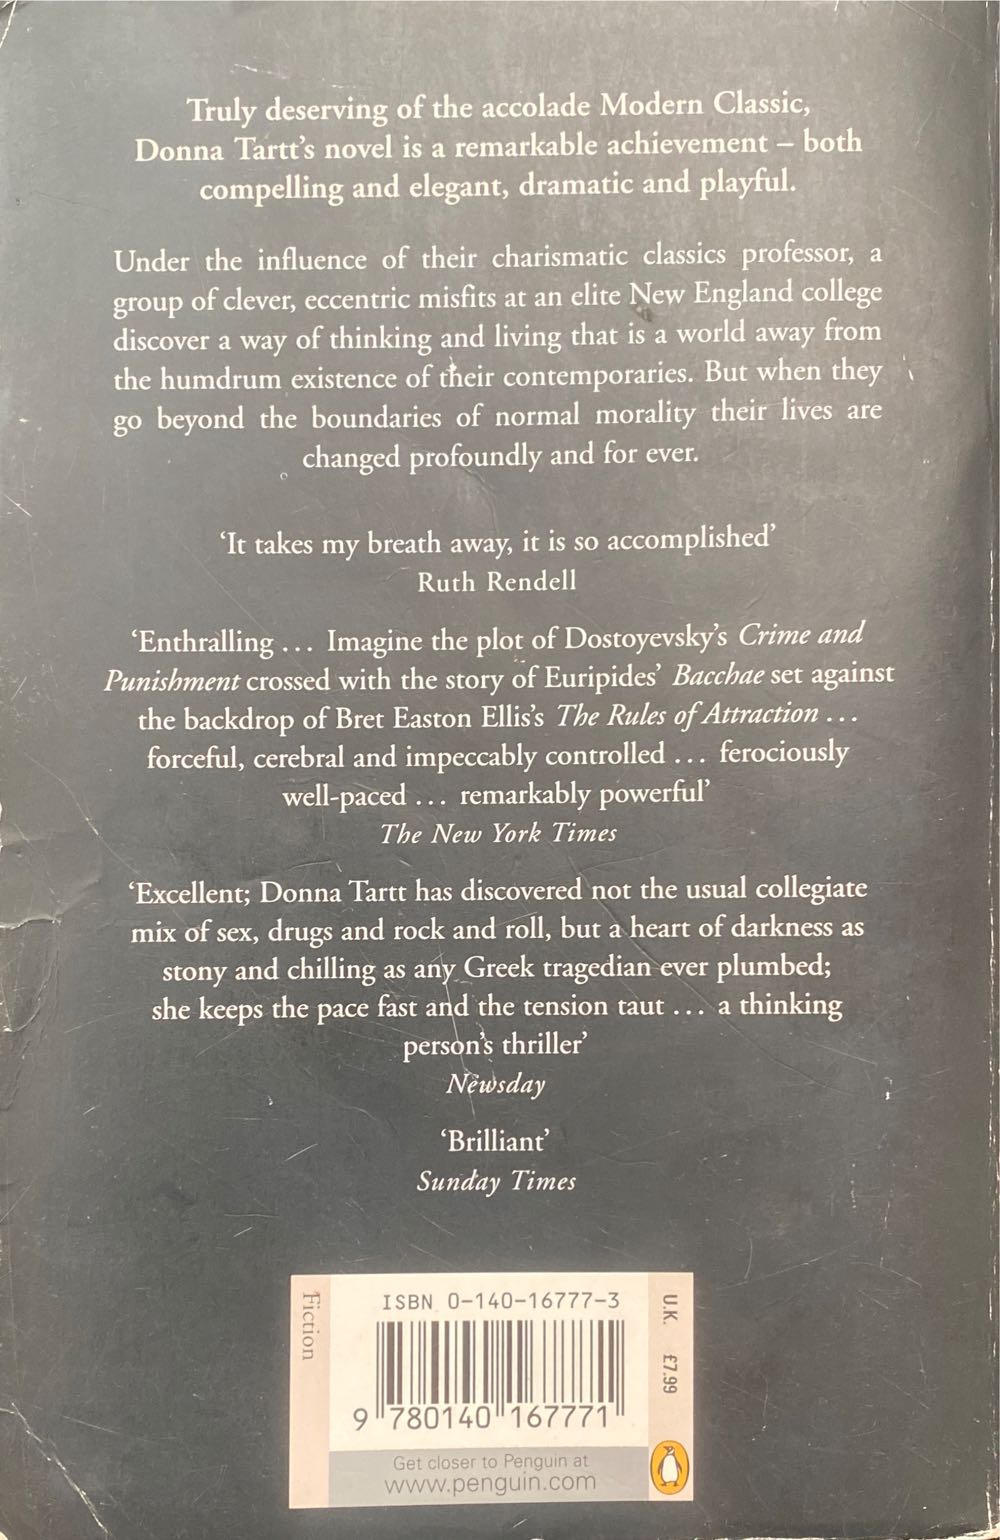 Truly deserving of the accolade Modern Classic,
Donna Tartt's novel is a remarkable achievement – both
compelling and elegant, dramatic and playful.
Under the influence of their charismatic classics professor, a
group of clever, eccentric misfits at an elite New England college
discover a way of thinking and living that is a world away from
the humdrum existence of their contemporaries. But when they
go beyond the boundaries of normal morality their lives are
changed profoundly and for ever.
'It takes my breath away, it is so accomplished'
Ruth Rendell
'Enthralling ... Imagine the plot of Dostoyevsky's Crime and
Punishment crossed with the story of Euripides' Bacchae set against
the backdrop of Bret Easton Ellis's The Rules of Attraction ...
forceful, cerebral and impeccably controlled ... ferociously
well-paced ... remarkably powerful'
The New York Times
'Excellent; Donna Tartt has discovered not the usual collegiate
mix of sex, drugs and rock and roll, but a heart of darkness as
stony and chilling as any Greek tragedian ever plumbed;
she keeps the pace fast and the tension taut ... a thinking
person's thriller'
Newsday
'Brilliant'
Sunday Times
Fiction
ISBN 0-140-16777-3
9 780140 167771
U.K. £7.99
Get closer to Penguin at
www.penguin.com